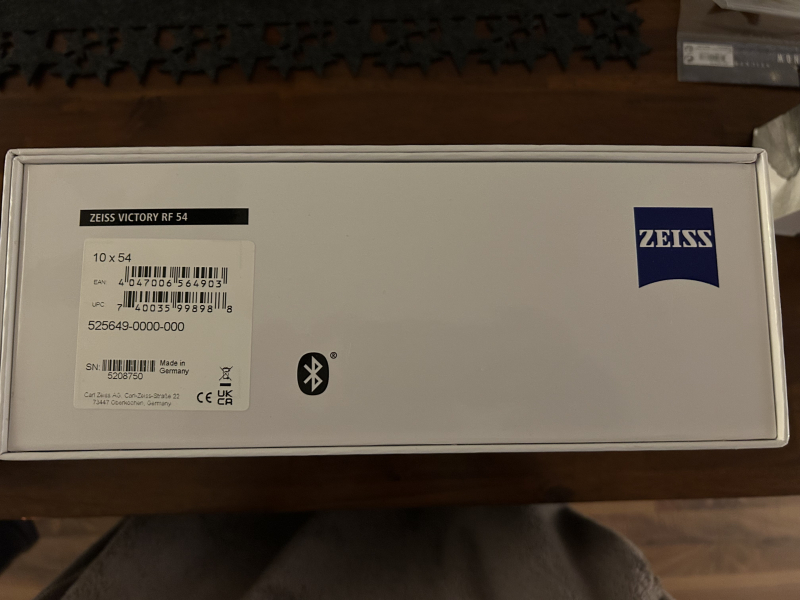 ZEISS VICTORY RF 54
ZEISS
10 x 54
EAN 4 047006 564903
UPC 7 40035 99898 8
525649-0000-000
SN: 5208750
Made in
Germany
Carl Zeiss AG, Carl-Zeiss-Straße 22
73447 Oberkochen, Germany
CE UK
CA
®